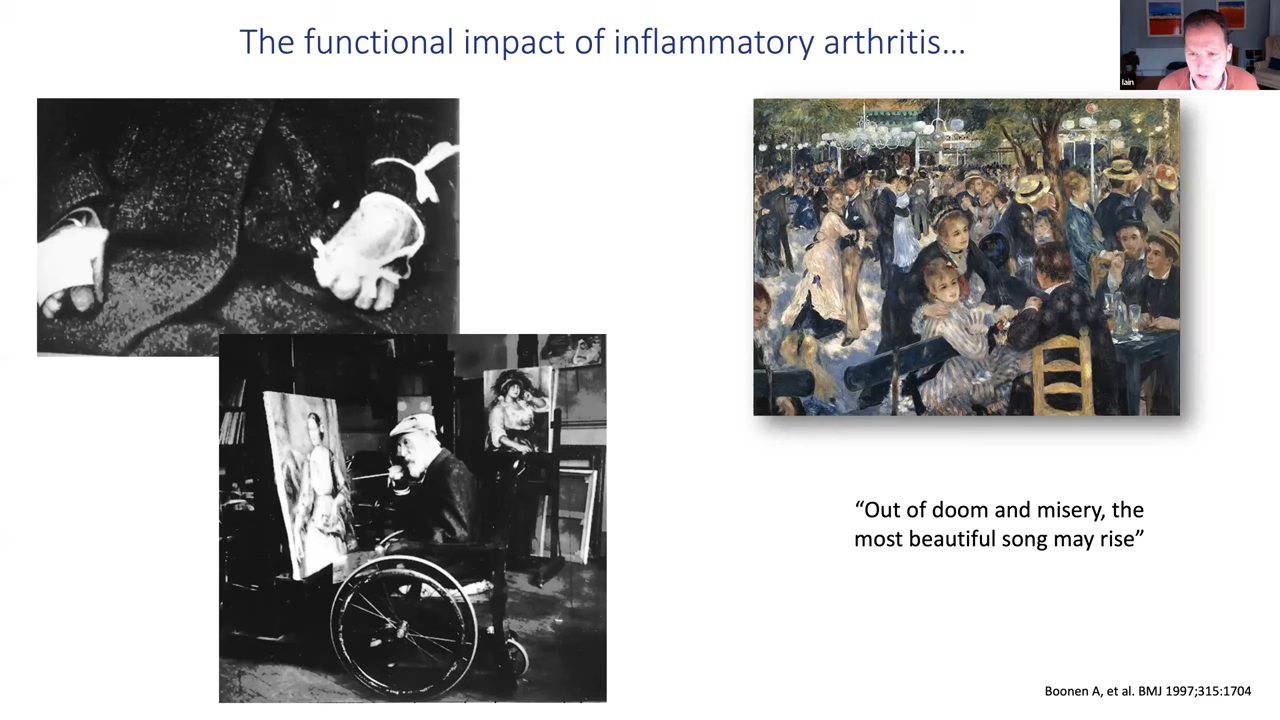 The functional impact of inflammatory arthritis...
Iain
“Out of doom and misery, the
most beautiful song may rise”
Boonen A, et al. BMJ 1997;315:1704